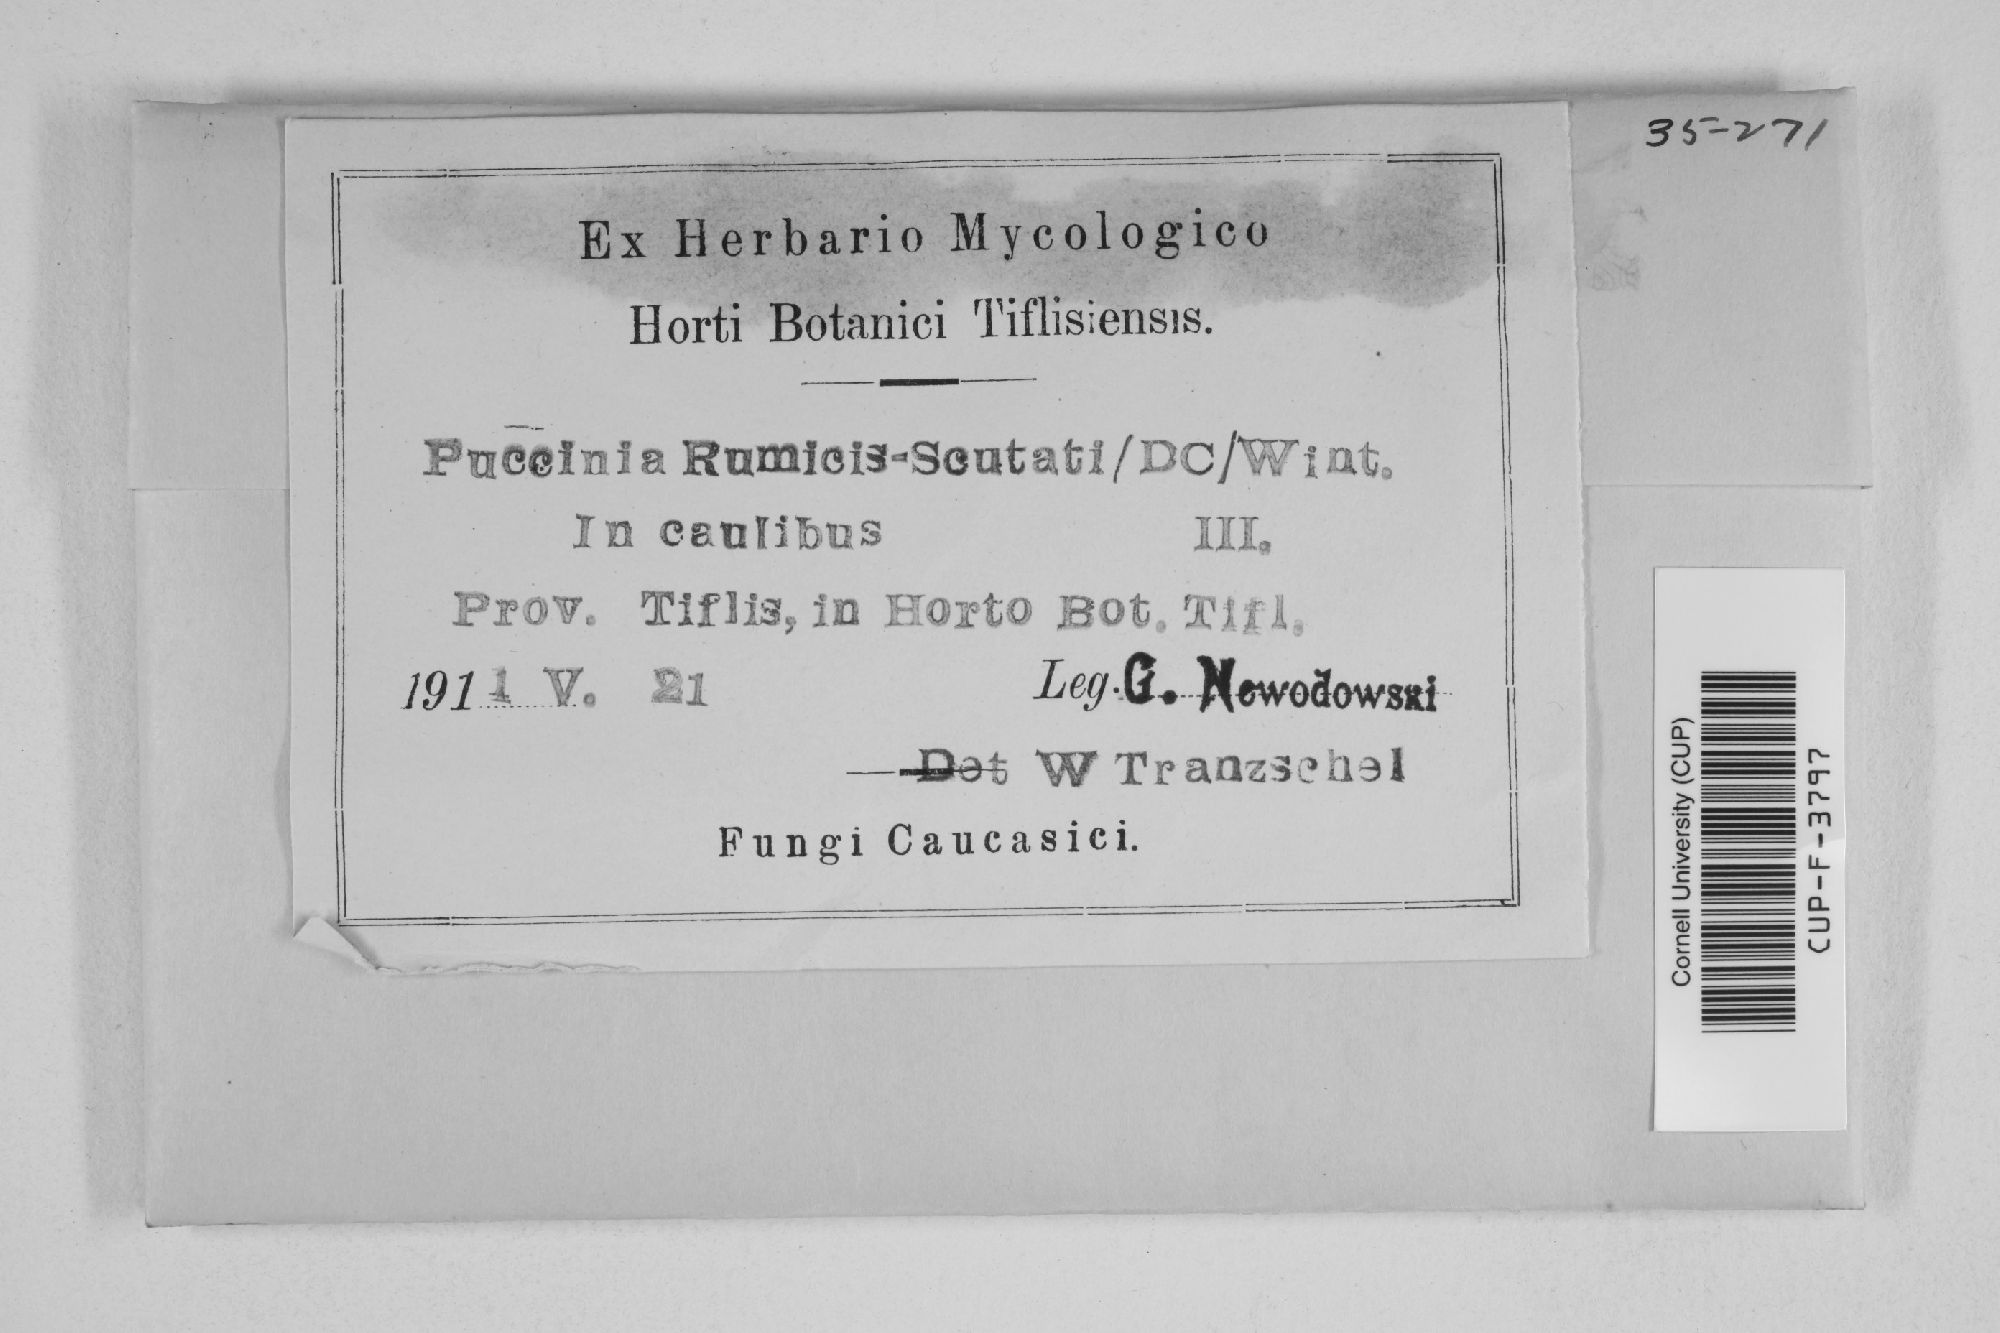 35-271
Ex Herbario Mycologico
Horti Botanici Tiflisiensis.
Puccinia Rumicis-Scutati/DC/Wint.
In caulibus III.
Prov. Tiflis, in Horto Bot. Tifl.
1911 V. 21 Leg. G. Newodowski
Det W Tranzschel
Fungi Caucasici.
Cornell University (CUP)
CUP-F-3797